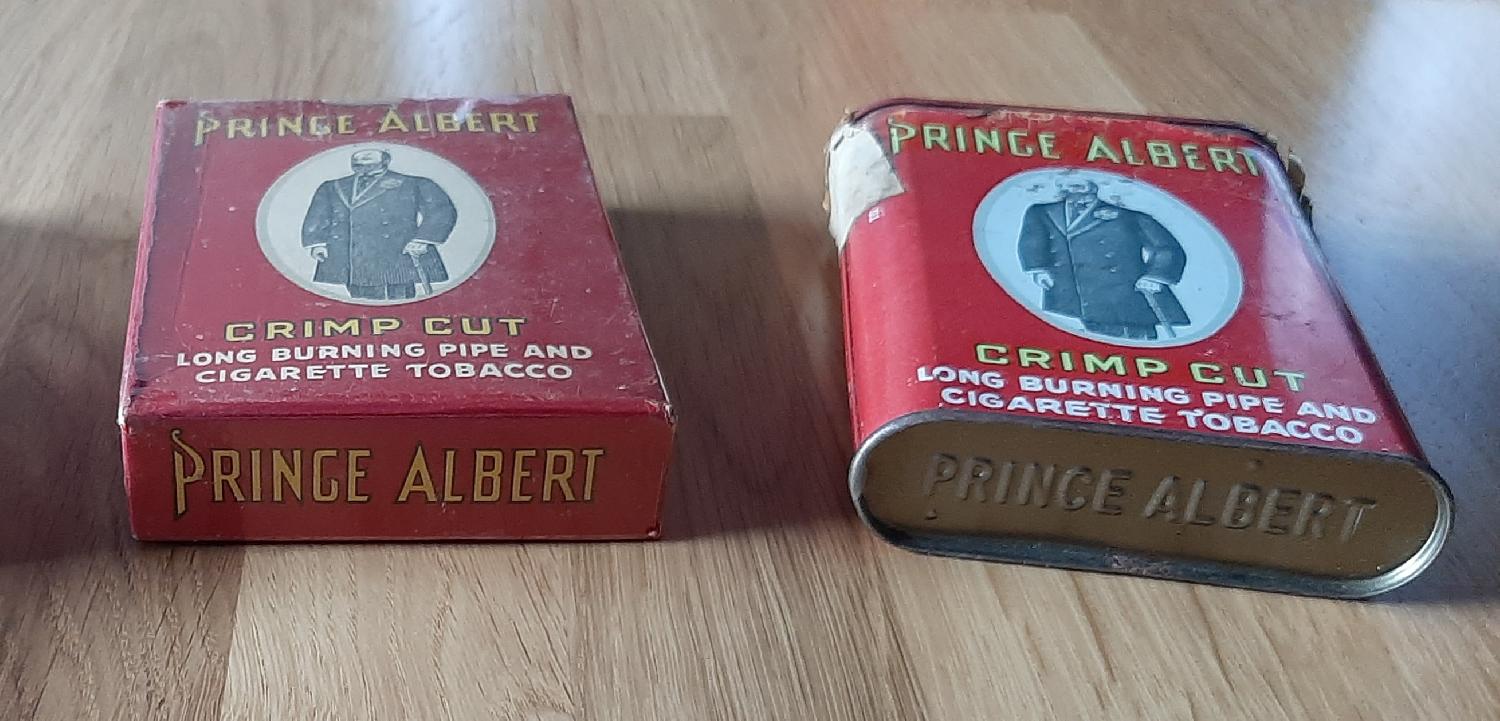 PRINCE ALBERT
CRIMP CUT
LONG BURNING PIPE AND
CIGARETTE TOBACCO
PRINCE ALBERT
PRINCE ALBERT
CRIMP CUT
LONG BURNING PIPE AND
CIGARETTE TOBACCO
PRINCE ALBERT